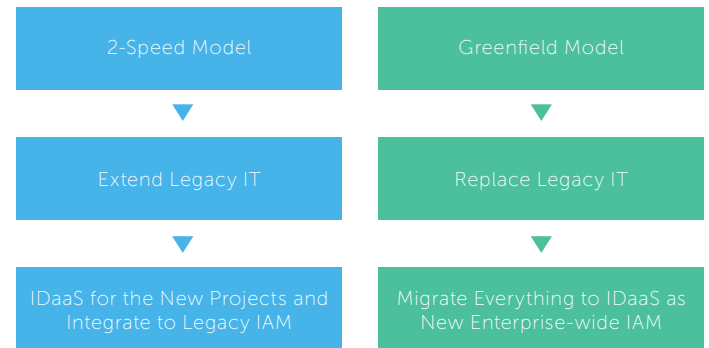 2-Speed Model
Greenfield Model
Extend Legacy IT
Replace Legacy IT
IDaaS for the New Projects and
Integrate to Legacy IAM
Migrate Everything to IDaaS as
New Enterprise-wide IAM